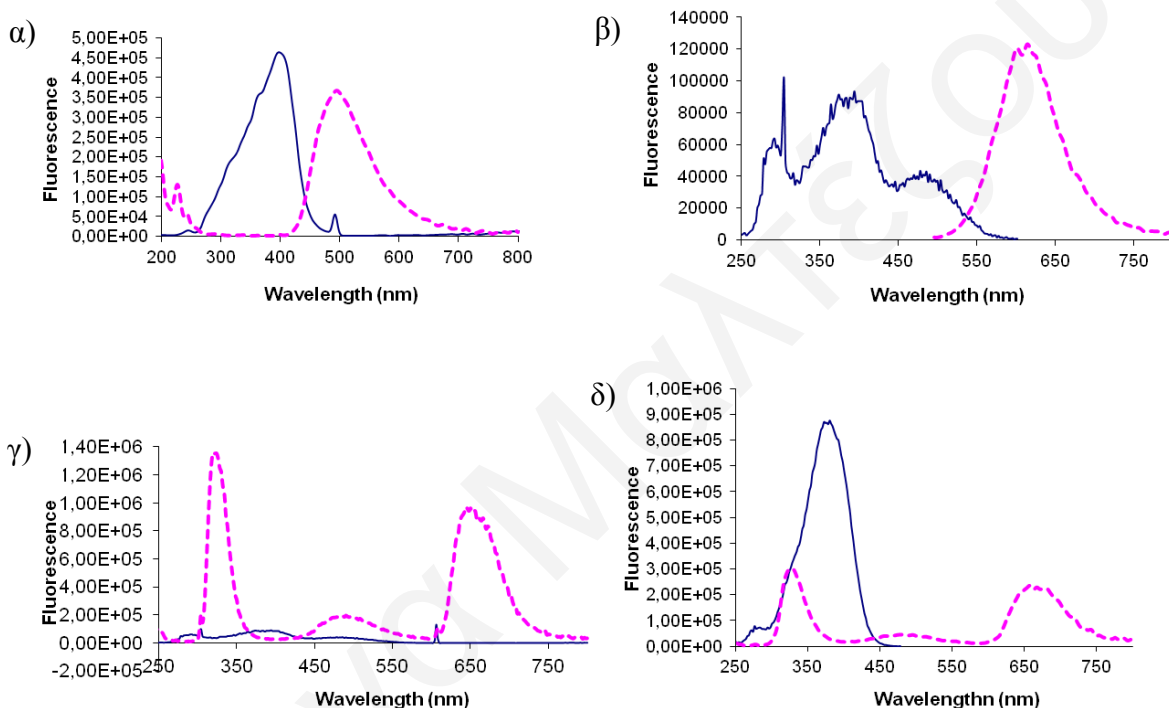 α)
5,00E+05
4,50E+05
4,00E+05
3,50E+05
3,00E+05
2,50E+05
2,00E+05
1,50E+05
1,00E+05
5,00E+04
0,00E+00
Fluorescence
200 300 400 500 600 700 800
Wavelength (nm)
β)
140000
120000
100000
80000
60000
40000
20000
0
Fluorescence
250 350 450 550 650 750
Wavelength (nm)
γ)
1,40E+06
1,20E+06
1,00E+06
8,00E+05
6,00E+05
4,00E+05
2,00E+05
0,00E+00
-2,00E+05
Fluorescence
250 350 450 550 650 750
Wavelength (nm)
δ)
1,00E+06
9,00E+05
8,00E+05
7,00E+05
6,00E+05
5,00E+05
4,00E+05
3,00E+05
2,00E+05
1,00E+05
0,00E+00
Fluorescence
250 350 450 550 650 750
Wavelengthn (nm)
να Μαλτεζου